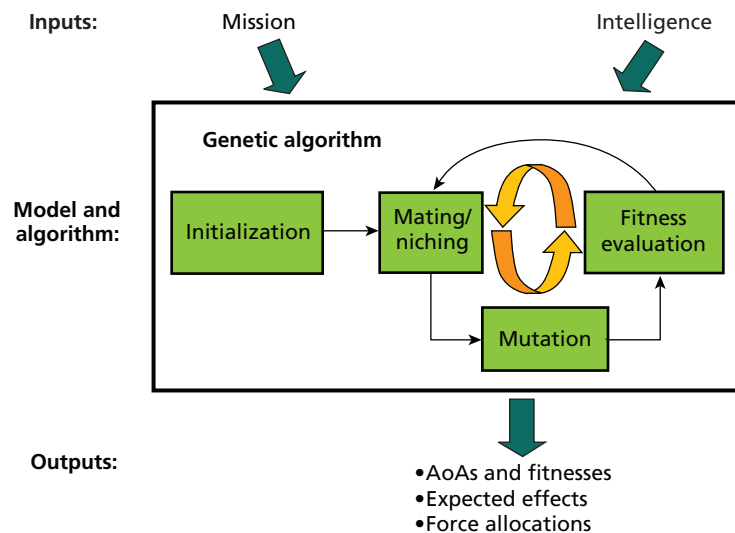 Inputs:
Mission
Intelligence
Genetic algorithm
Model and
algorithm:
Initialization
Mating/
niching
Fitness
evaluation
Mutation
Outputs:
•AoAs and fitnesses
•Expected effects
•Force allocations